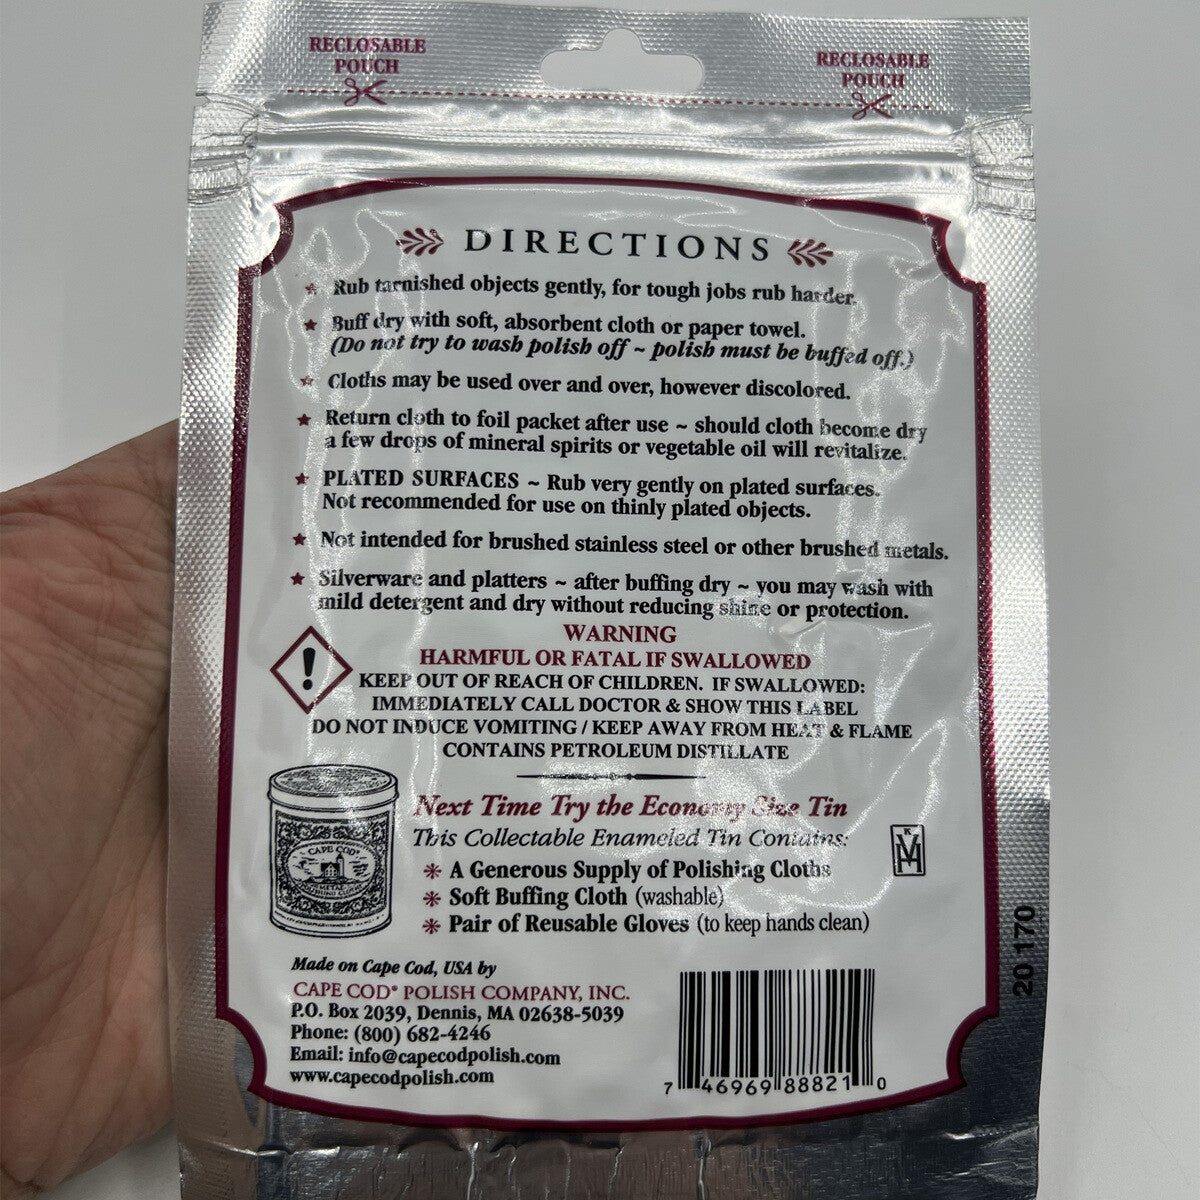 RECLOSABLE
POUCH
RECLOSABLE
POUCH
DIRECTIONS
Rub tarnished objects gently, for tough jobs rub harder.
Buff dry with soft, absorbent cloth or paper towel.
(Do not try to wash polish off ~ polish must be buffed off.)
Cloths may be used over and over, however discolored.
Return cloth to foil packet after use ~ should cloth become dry
a few drops of mineral spirits or vegetable oil will revitalize.
PLATED SURFACES ~ Rub very gently on plated surfaces.
Not recommended for use on thinly plated objects.
Not intended for brushed stainless steel or other brushed metals.
Silverware and platters ~ after buffing dry ~ you may wash with
mild detergent and dry without reducing shine or protection.
WARNING
HARMFUL OR FATAL IF SWALLOWED
KEEP OUT OF REACH OF CHILDREN. IF SWALLOWED:
IMMEDIATELY CALL DOCTOR & SHOW THIS LABEL
DO NOT INDUCE VOMITING / KEEP AWAY FROM HEAT & FLAME
CONTAINS PETROLEUM DISTILLATE
Next Time Try the Economy Size Tin
This Collectable Enameled Tin Contains:
A Generous Supply of Polishing Cloths
Soft Buffing Cloth (washable)
Pair of Reusable Gloves (to keep hands clean)
CAPE COD®
METAL
POLISHING CLOTHS
K
VH
Made on Cape Cod, USA by
CAPE COD® POLISH COMPANY, INC.
P.O. Box 2039, Dennis, MA 02638-5039
Phone: (800) 682-4246
Email: info@capecodpolish.com
www.capecodpolish.com
7 46969 88821 0
20 170